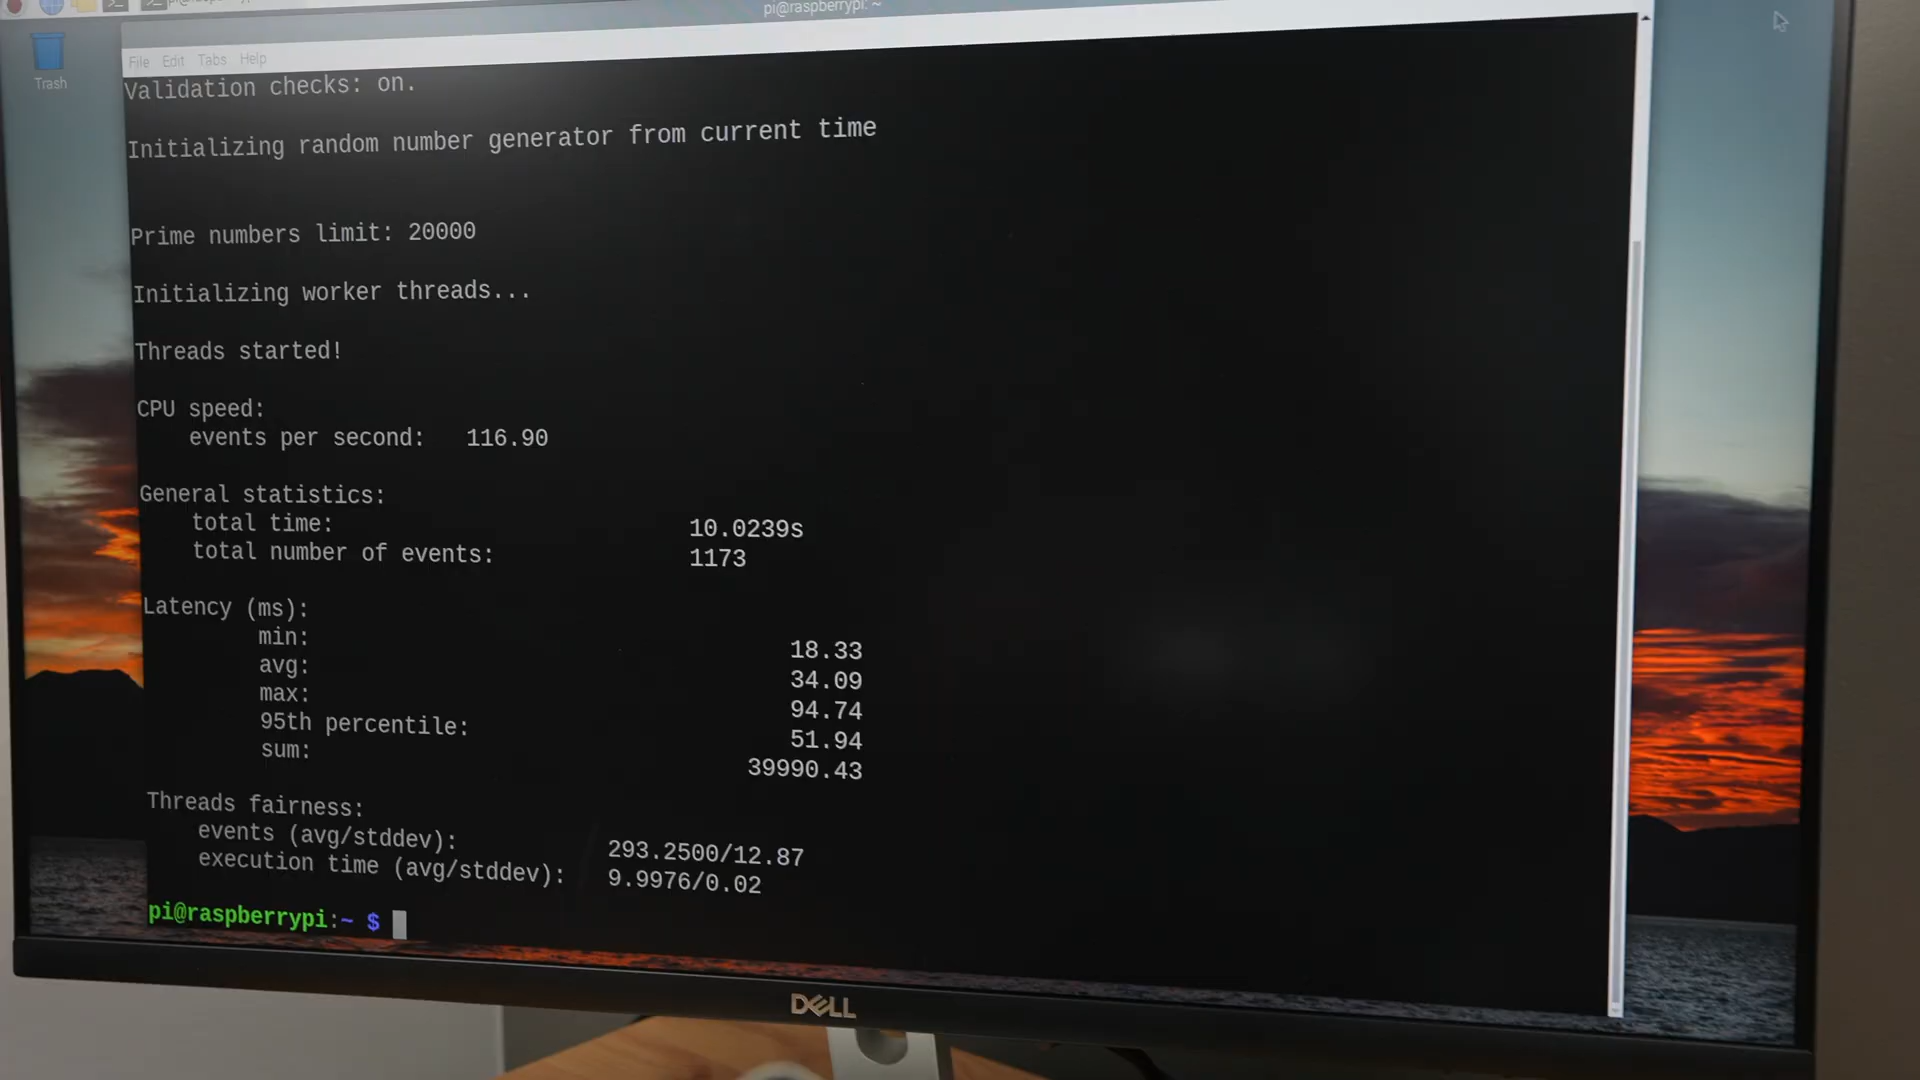 pi@raspberrypi: ~
File Edit Tabs Help
Trash
Validation checks: on.
Initializing random number generator from current time
Prime numbers limit: 20000
Initializing worker threads...
Threads started!
CPU speed:
events per second: 116.90
General statistics:
total time: 10.0239s
total number of events: 1173
Latency (ms):
min: 18.33
avg: 34.09
max: 94.74
95th percentile: 51.94
sum: 39990.43
Threads fairness:
events (avg/stddev): 293.2500/12.87
execution time (avg/stddev): 9.9976/0.02
pi@raspberrypi:~ $
DELL